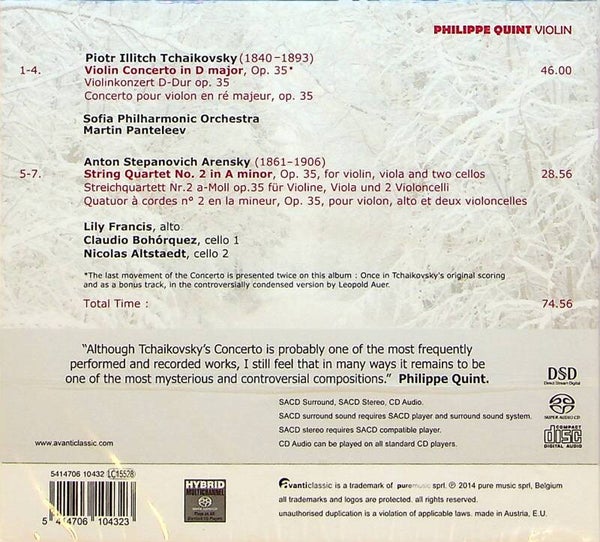 PHILIPPE QUINT VIOLIN
Piotr Illitch Tchaikovsky (1840–1893)
1-4. Violin Concerto in D major, Op. 35* 46.00
Violinkonzert D-Dur op. 35
Concerto pour violon en ré majeur, op. 35
Sofia Philharmonic Orchestra
Martin Panteleev
Anton Stepanovich Arensky (1861–1906)
5-7. String Quartet No. 2 in A minor, Op. 35, for violin, viola and two cellos 28.56
Streichquartett Nr.2 a-Moll op.35 für Violine, Viola und 2 Violoncelli
Quatuor à cordes n° 2 en la mineur, Op. 35, pour violon, alto et deux violoncelles
Lily Francis, alto
Claudio Bohórquez, cello 1
Nicolas Altstaedt, cello 2
*The last movement of the Concerto is presented twice on this album : Once in Tchaikovsky's original scoring
and as a bonus track, in the controversially condensed version by Leopold Auer.
Total Time : 74.56
"Although Tchaikovsky's Concerto is probably one of the most frequently
performed and recorded works, I still feel that in many ways it remains to be
one of the most mysterious and controversial compositions." Philippe Quint.
DSD
Direct Stream Digital
SACD Surround, SACD Stereo, CD Audio.
SACD surround sound requires SACD player and surround sound system.
SACD stereo requires SACD compatible player.
CD Audio can be played on all standard CD players.
SUPER AUDIO CD
COMPACT
disc
DIGITAL AUDIO
www.avanticlassic.com
5414706 10432 LC15528
5 414706 104323
HYBRID
MULTICHANNEL
Avanticlassic is a trademark of puremusic sprl. ℗ 2014 pure music sprl, Belgium
all trademarks and logos are protected. all rights reserved.
unauthorised duplication is a violation of applicable laws. made in Austria, E.U.